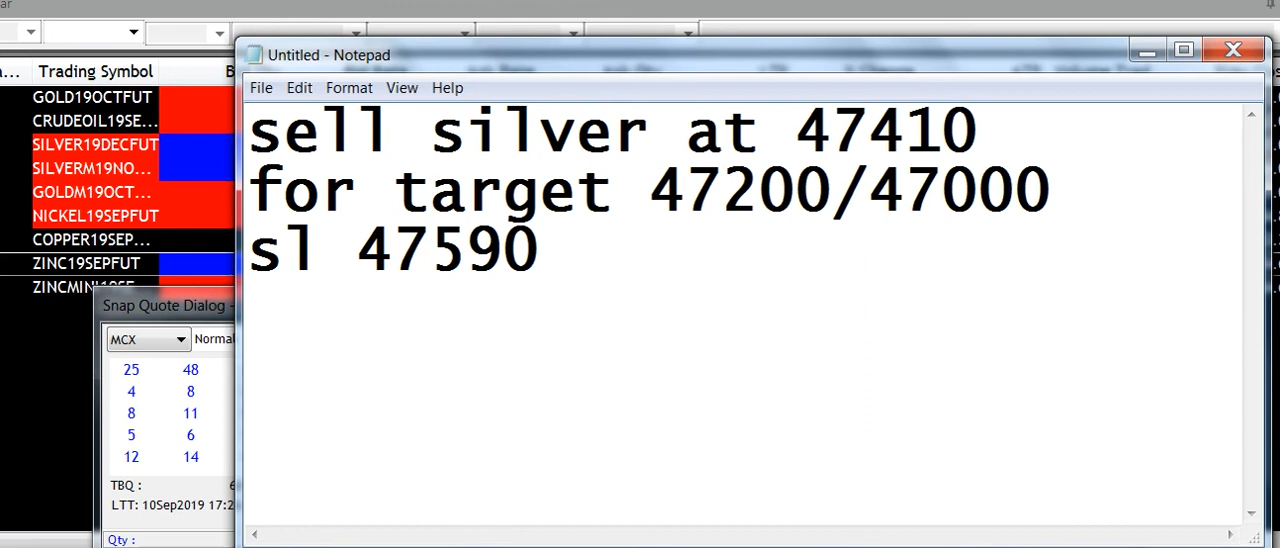 ar
Untitled - Notepad
... Trading Symbol B
File Edit Format View Help
GOLD19OCTFUT
CRUDEOIL19SE...
SILVER19DECFUT
SILVERM19NO...
GOLDM19OCT...
NICKEL19SEPFUT
COPPER19SEP...
ZINC19SEPFUT
sell silver at 47410
for target 47200/47000
sl 47590
Snap Quote Dialog -
MCX Normal
25 48
4 8
8 11
5 6
12 14
TBQ :
LTT: 10Sep2019 17:2
Qty :